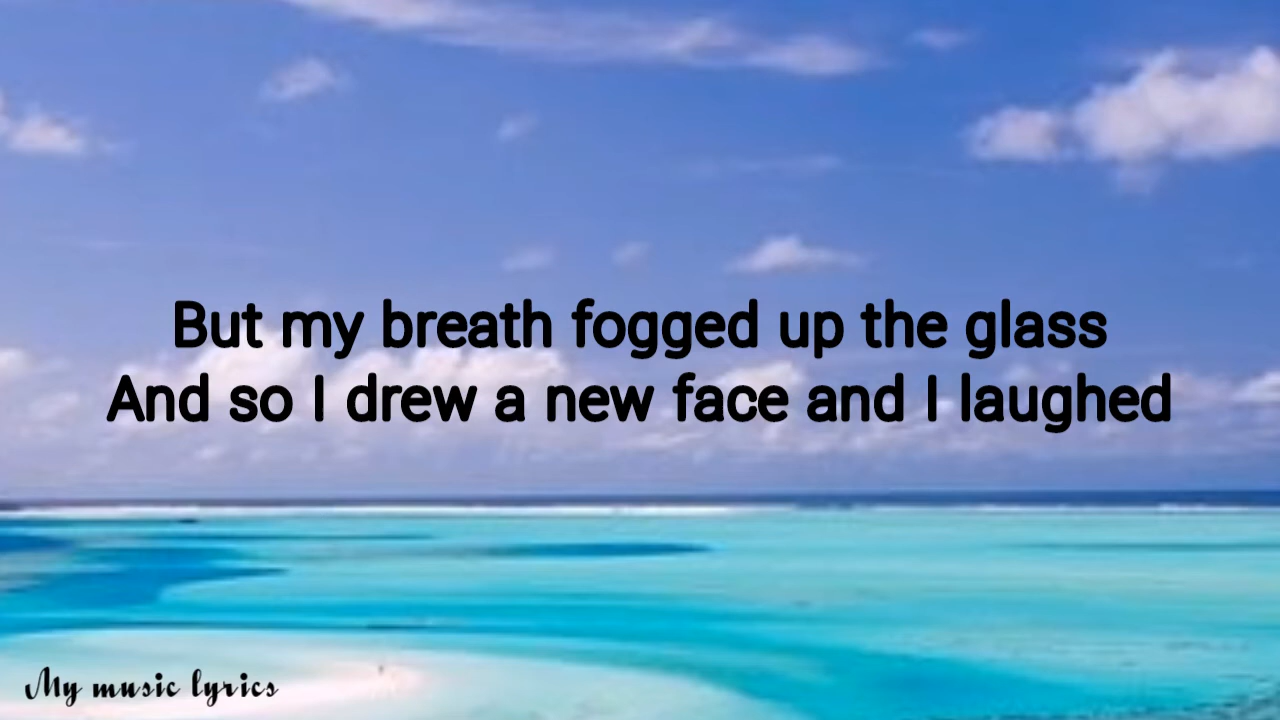 But my breath fogged up the glass
And so I drew a new face and I laughed
My music lyrics